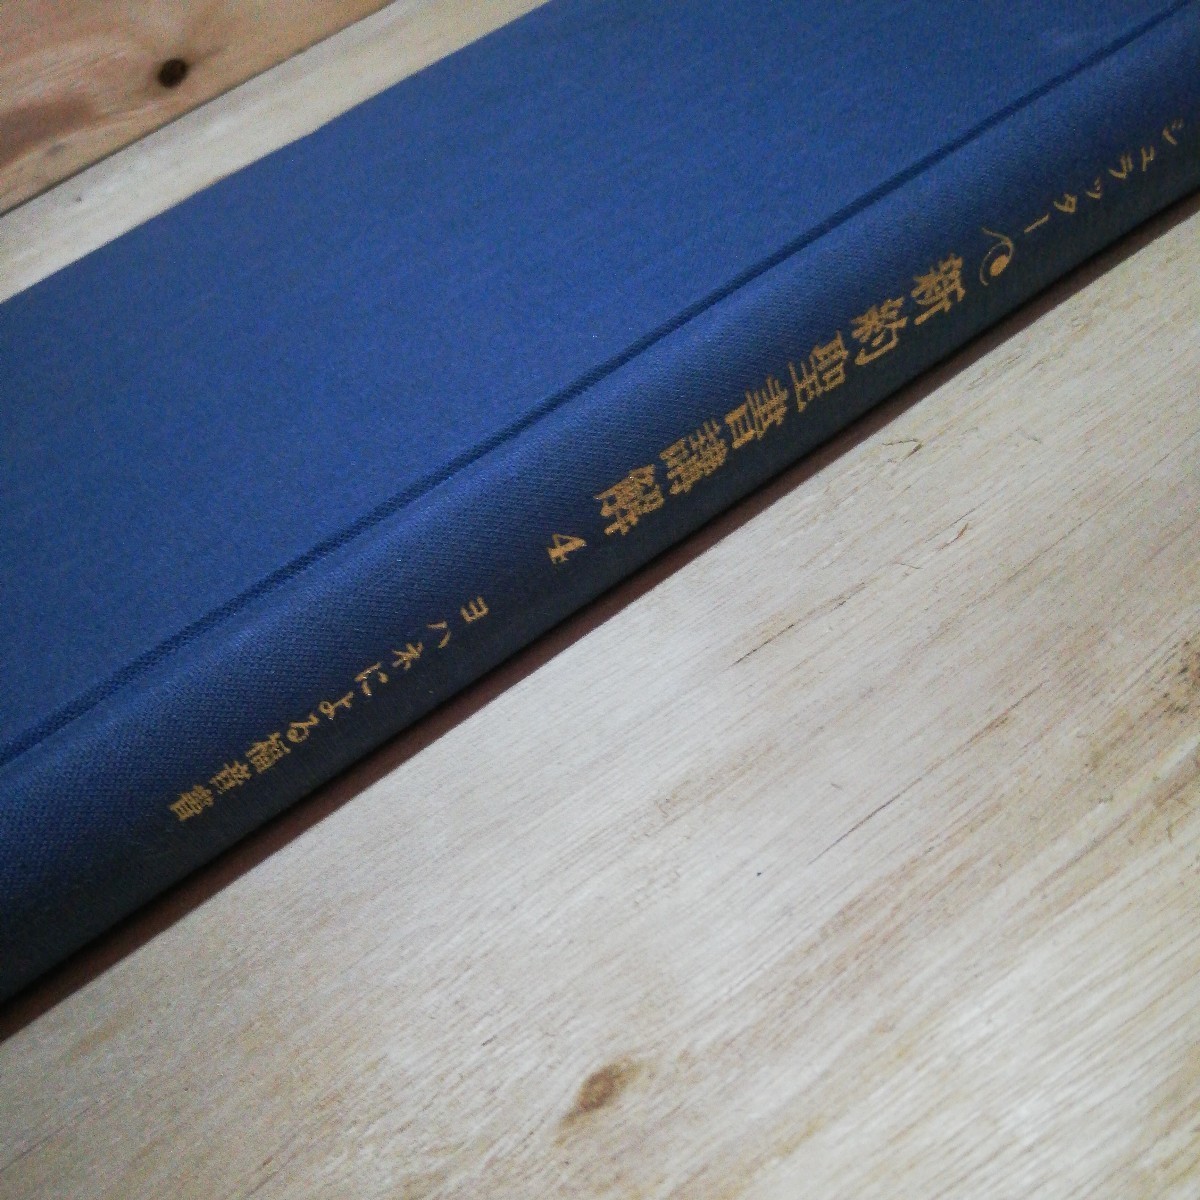 シュラッター
新約聖書講解 4
ヨハネによる福音書